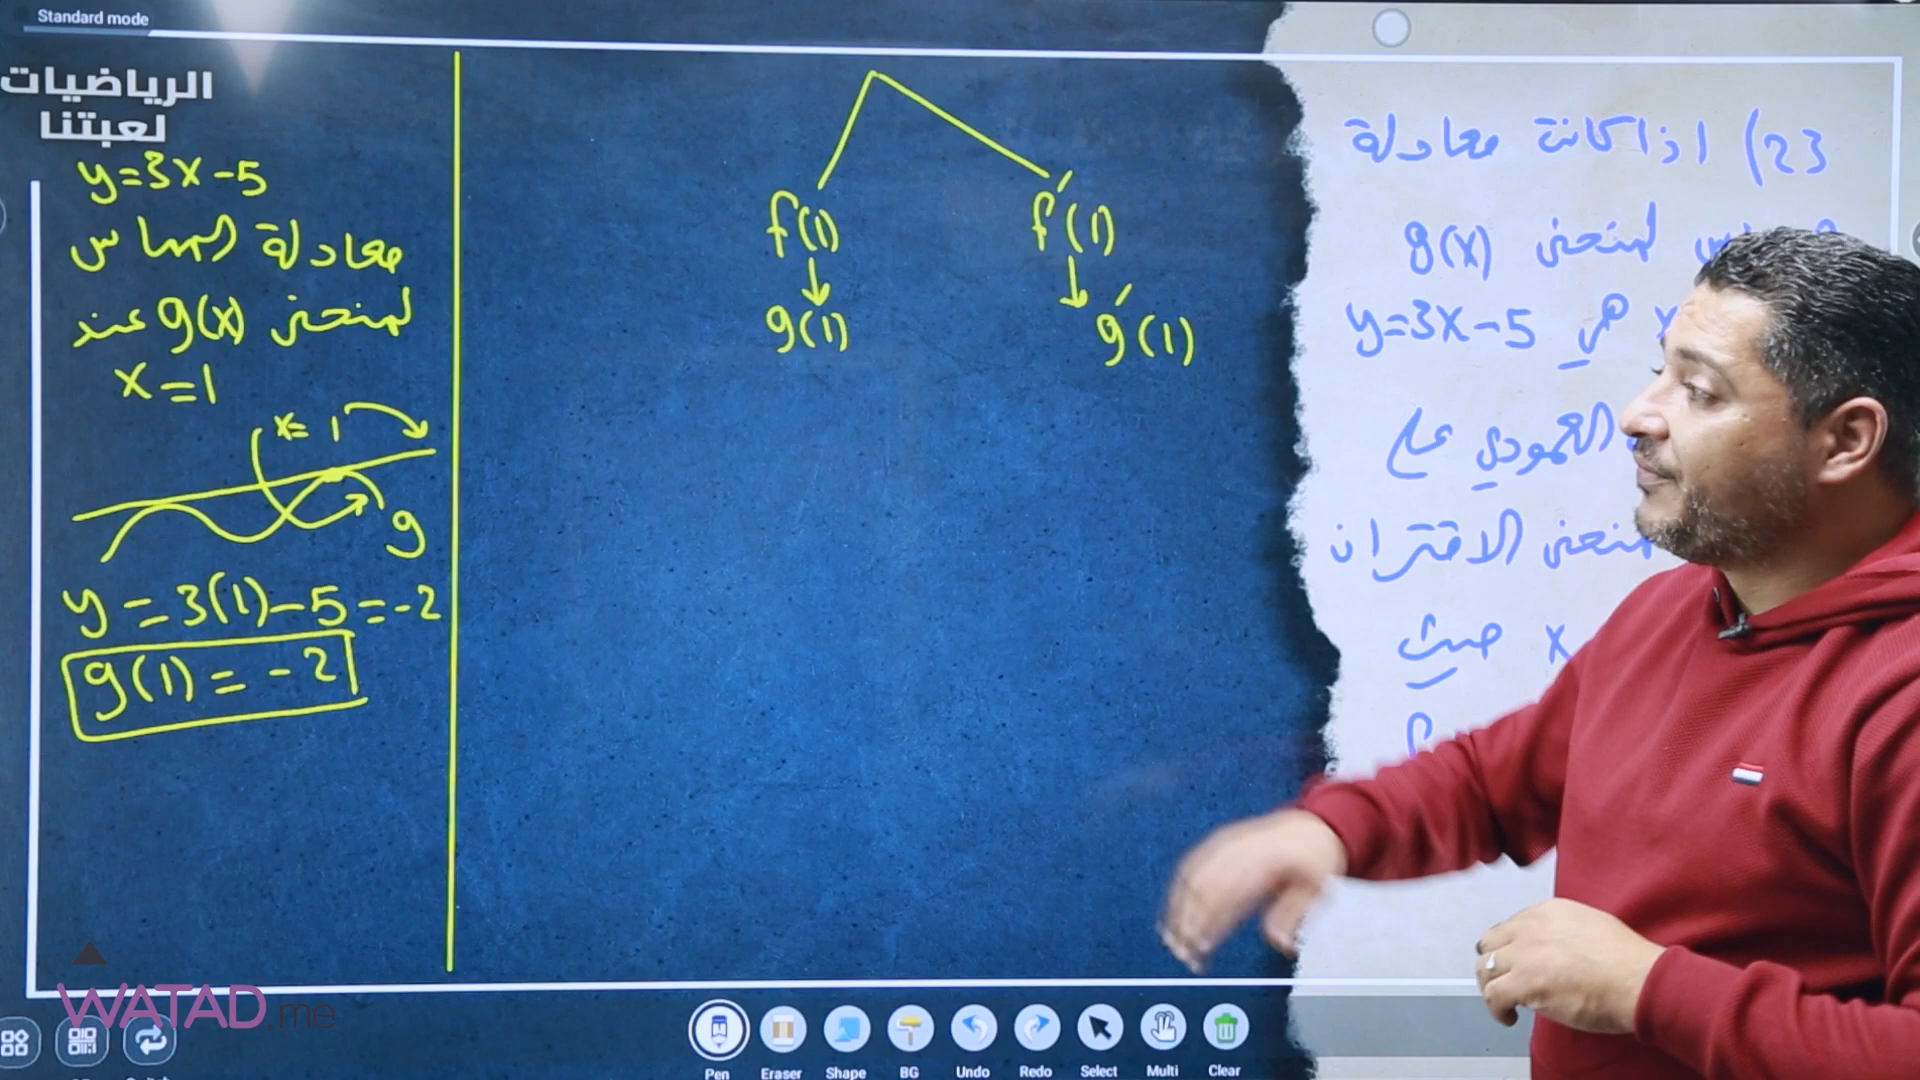 Standard mode
الرياضيات
لعبتنا
y=3x-5
معادلة المماس
لمنحنى g(x) عند
x=1
x=1
g
y=3(1)-5=-2
g(1)=-2
f(1)
f′(1)
g(1)
g′(1)
23) اذا كانت معادلة
لمنحنى g(x)
x هي y=3x-5
العمودي على
منحنى الاقتران
x حيث
WATAD.me
Pen Eraser Shape BG Undo Redo Select Multi Clear